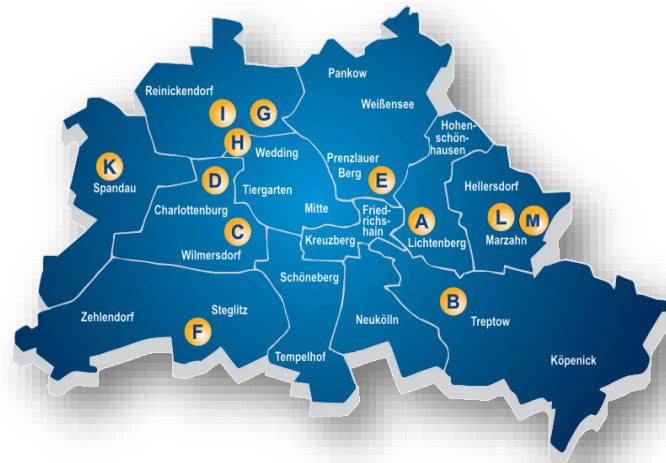 Pankow
Reinickendorf
Weißensee
I
G
Hohen-
schön-
hausen
H
Wedding
K
Prenzlauer
Berg
E
Hellersdorf
D
Spandau
Tiergarten
Charlottenburg
Mitte
Fried-
richs-
hain
A
L
M
C
Kreuzberg
Lichtenberg
Marzahn
Wilmersdorf
Schöneberg
B
Zehlendorf
Steglitz
Neukölln
Treptow
F
Tempelhof
Köpenick